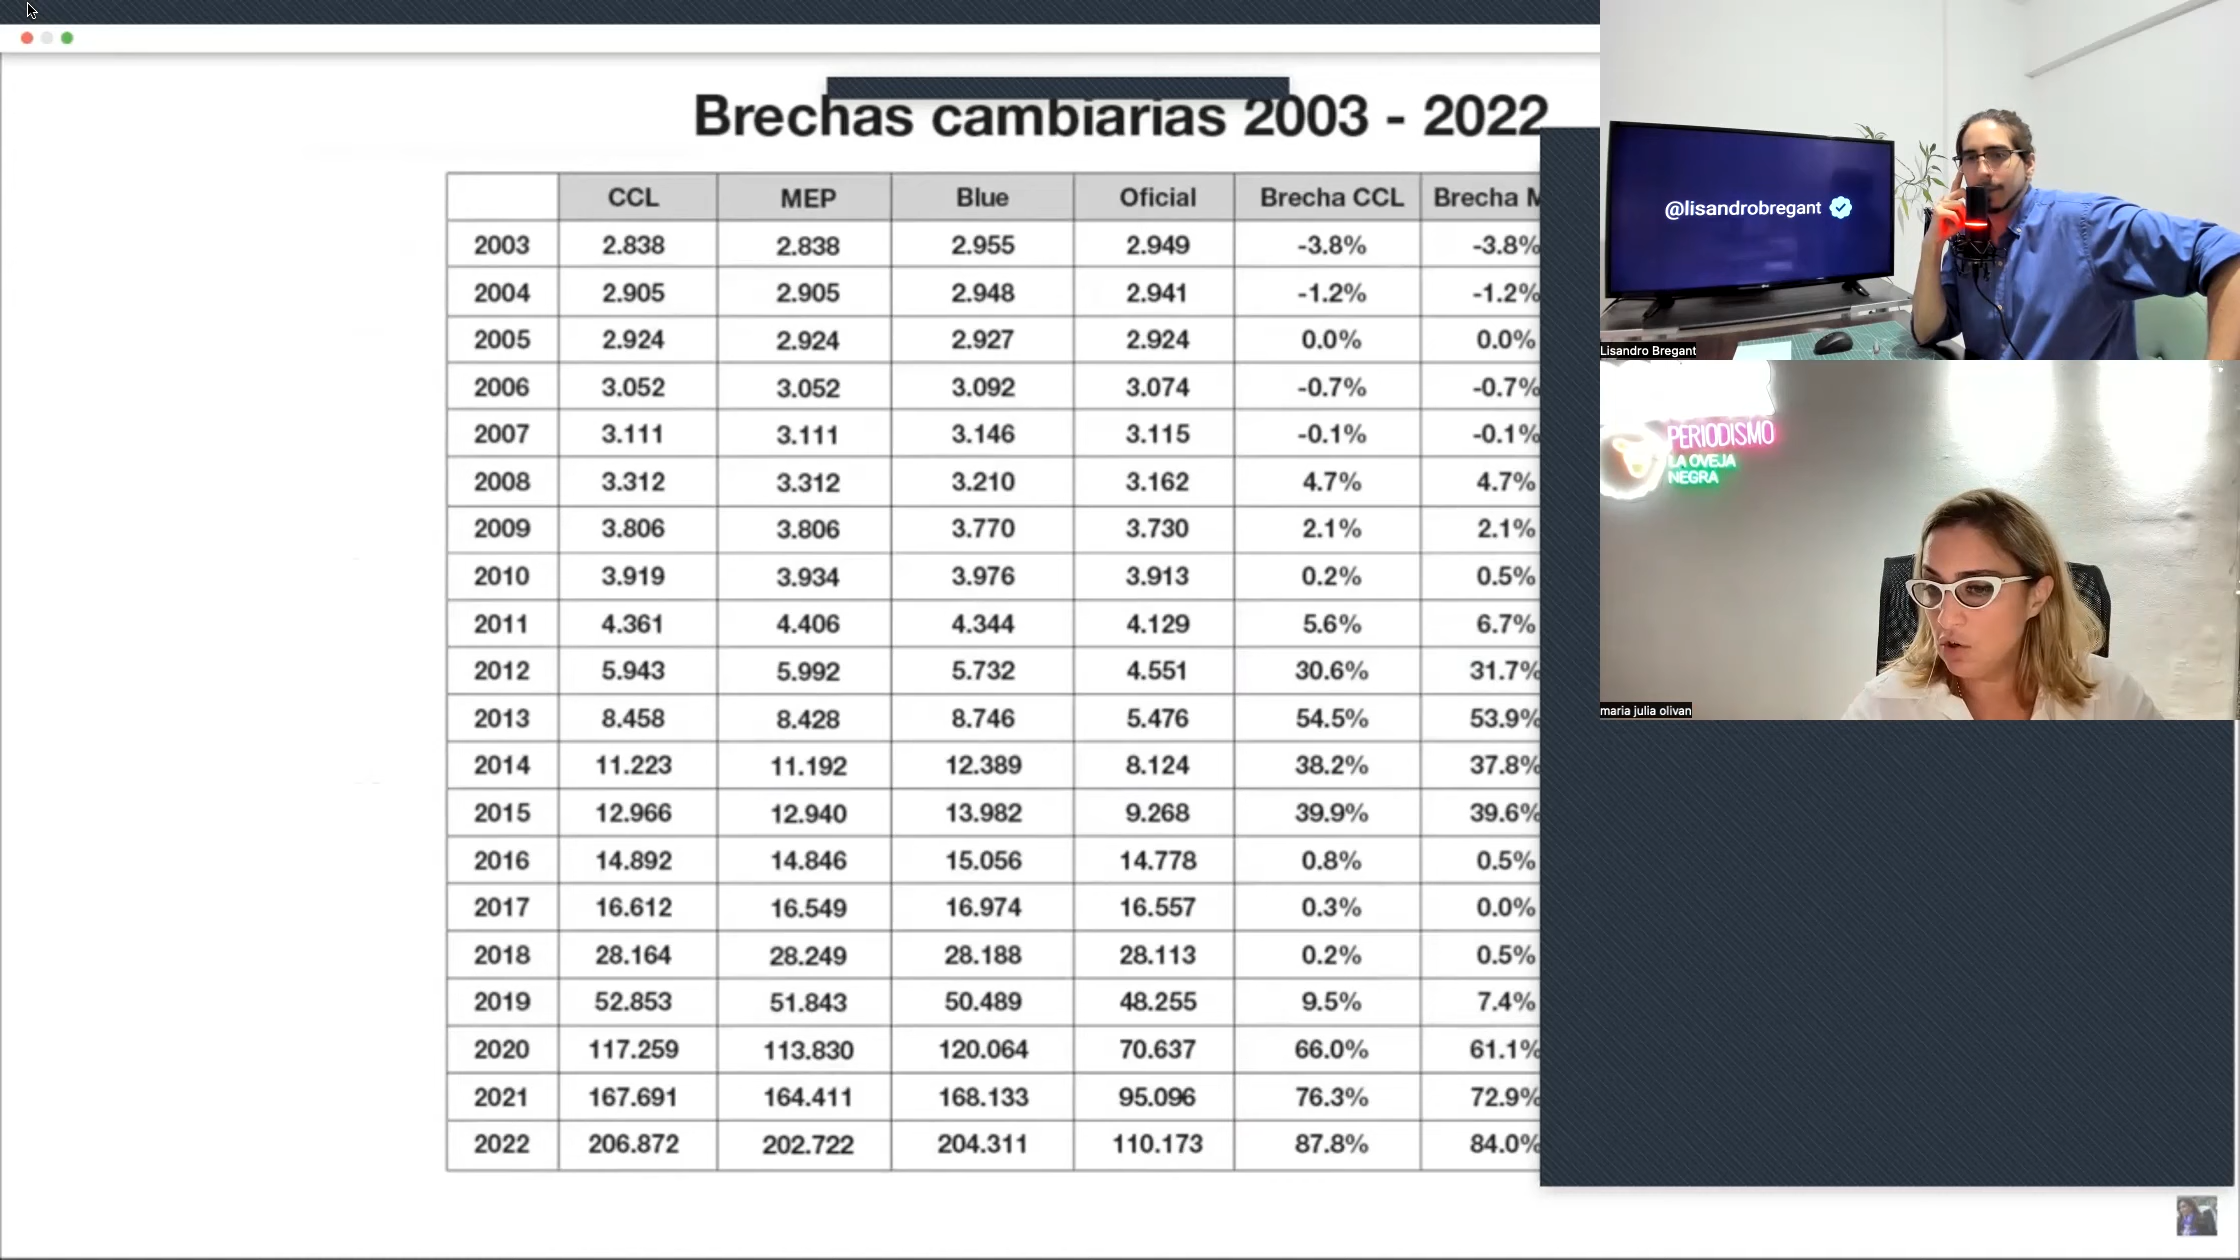 Brechas cambiarias 2003 - 2022
CCL MEP Blue Oficial Brecha CCL Brecha M
2003 2.838 2.838 2.955 2.949 -3.8% -3.8%
2004 2.905 2.905 2.948 2.941 -1.2% -1.2%
2005 2.924 2.924 2.927 2.924 0.0% 0.0%
2006 3.052 3.052 3.092 3.074 -0.7% -0.7%
2007 3.111 3.111 3.146 3.115 -0.1% -0.1%
2008 3.312 3.312 3.210 3.162 4.7% 4.7%
2009 3.806 3.806 3.770 3.730 2.1% 2.1%
2010 3.919 3.934 3.976 3.913 0.2% 0.5%
2011 4.361 4.406 4.344 4.129 5.6% 6.7%
2012 5.943 5.992 5.732 4.551 30.6% 31.7%
2013 8.458 8.428 8.746 5.476 54.5% 53.9%
2014 11.223 11.192 12.389 8.124 38.2% 37.8%
2015 12.966 12.940 13.982 9.268 39.9% 39.6%
2016 14.892 14.846 15.056 14.778 0.8% 0.5%
2017 16.612 16.549 16.974 16.557 0.3% 0.0%
2018 28.164 28.249 28.188 28.113 0.2% 0.5%
2019 52.853 51.843 50.489 48.255 9.5% 7.4%
2020 117.259 113.830 120.064 70.637 66.0% 61.1%
2021 167.691 164.411 168.133 95.096 76.3% 72.9%
2022 206.872 202.722 204.311 110.173 87.8% 84.0%
@lisandrobregant
Lisandro Bregant
PERIODISMO
LA OVEJA
NEGRA
maria julia olivan